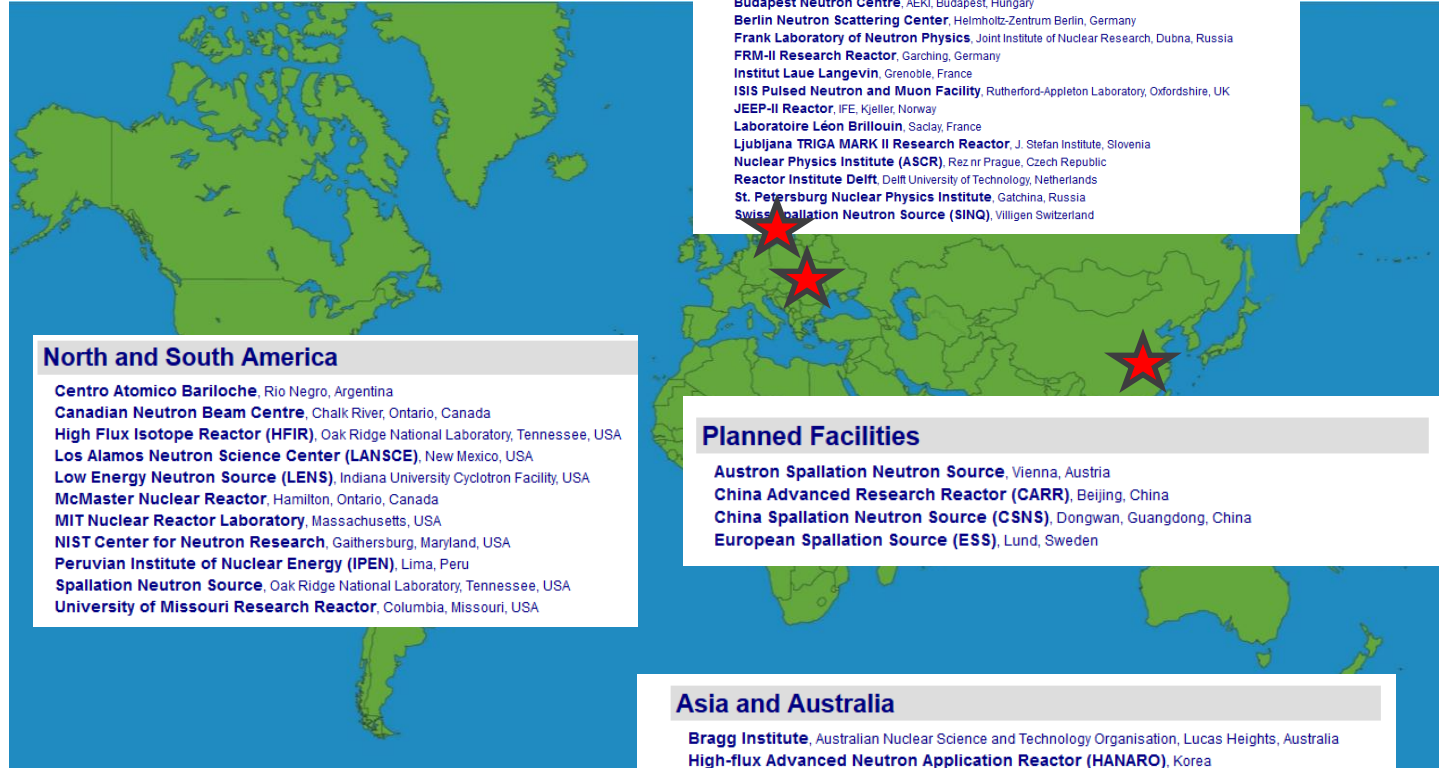 Budapest Neutron Centre, AEKI, Budapest, Hungary
Berlin Neutron Scattering Center, Helmholtz-Zentrum Berlin, Germany
Frank Laboratory of Neutron Physics, Joint Institute of Nuclear Research, Dubna, Russia
FRM-II Research Reactor, Garching, Germany
Institut Laue Langevin, Grenoble, France
ISIS Pulsed Neutron and Muon Facility, Rutherford-Appleton Laboratory, Oxfordshire, UK
JEEP-II Reactor, IFE, Kjeller, Norway
Laboratoire Léon Brillouin, Saclay, France
Ljubljana TRIGA MARK II Research Reactor, J. Stefan Institute, Slovenia
Nuclear Physics Institute (ASCR), Rez nr Prague, Czech Republic
Reactor Institute Delft, Delft University of Technology, Netherlands
St. Petersburg Nuclear Physics Institute, Gatchina, Russia
Swiss Spallation Neutron Source (SINQ), Villigen Switzerland
North and South America
Centro Atomico Bariloche, Rio Negro, Argentina
Canadian Neutron Beam Centre, Chalk River, Ontario, Canada
High Flux Isotope Reactor (HFIR), Oak Ridge National Laboratory, Tennessee, USA
Los Alamos Neutron Science Center (LANSCE), New Mexico, USA
Low Energy Neutron Source (LENS), Indiana University Cyclotron Facility, USA
McMaster Nuclear Reactor, Hamilton, Ontario, Canada
MIT Nuclear Reactor Laboratory, Massachusetts, USA
NIST Center for Neutron Research, Gaithersburg, Maryland, USA
Peruvian Institute of Nuclear Energy (IPEN), Lima, Peru
Spallation Neutron Source, Oak Ridge National Laboratory, Tennessee, USA
University of Missouri Research Reactor, Columbia, Missouri, USA
Planned Facilities
Austron Spallation Neutron Source, Vienna, Austria
China Advanced Research Reactor (CARR), Beijing, China
China Spallation Neutron Source (CSNS), Dongwan, Guangdong, China
European Spallation Source (ESS), Lund, Sweden
Asia and Australia
Bragg Institute, Australian Nuclear Science and Technology Organisation, Lucas Heights, Australia
High-flux Advanced Neutron Application Reactor (HANARO), Korea